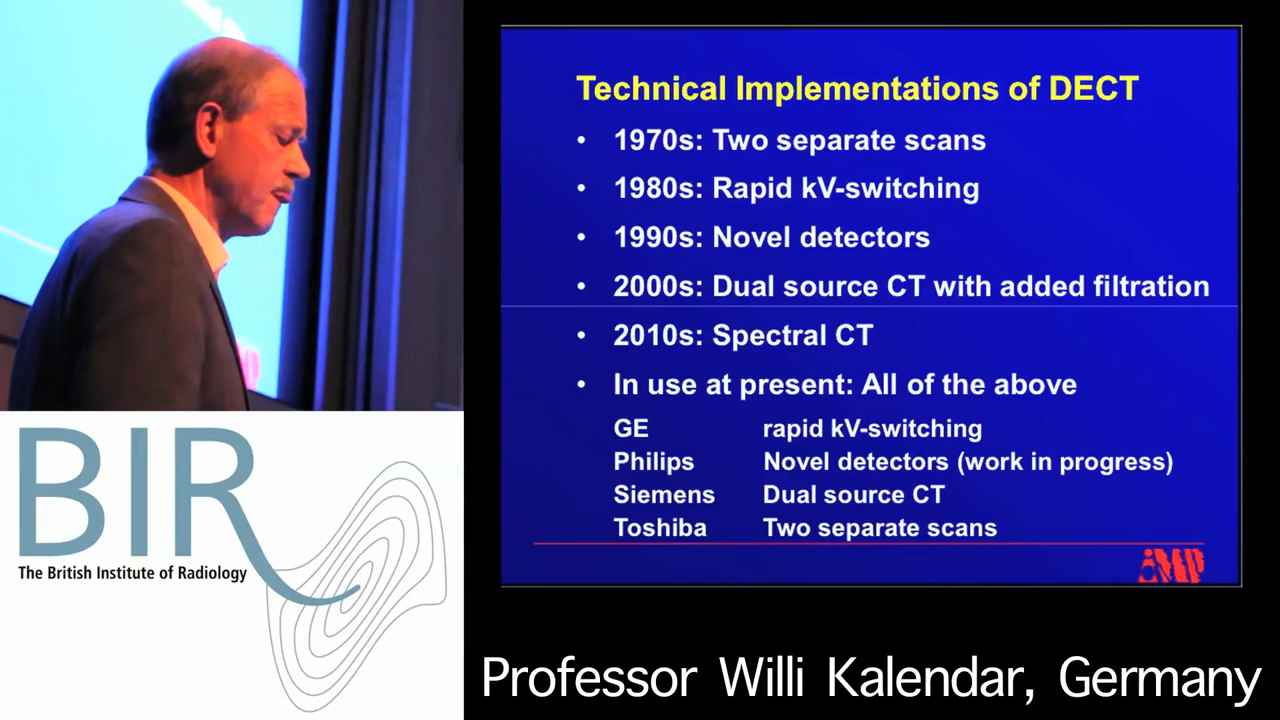 Technical Implementations of DECT
• 1970s: Two separate scans
• 1980s: Rapid kV-switching
• 1990s: Novel detectors
• 2000s: Dual source CT with added filtration
• 2010s: Spectral CT
• In use at present: All of the above
GE rapid kV-switching
Philips Novel detectors (work in progress)
Siemens Dual source CT
Toshiba Two separate scans
iMP
BIR
The British Institute of Radiology
Professor Willi Kalendar, Germany